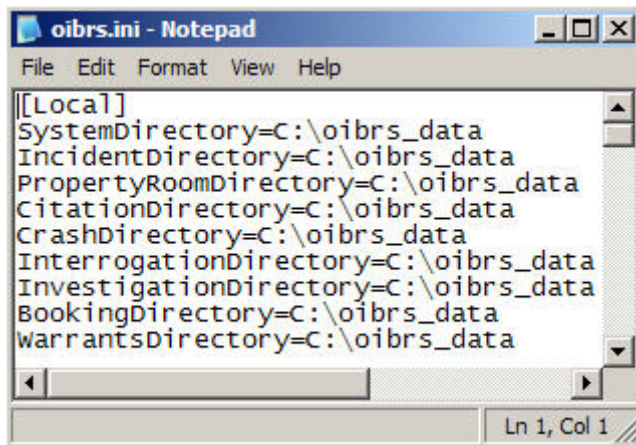 oibrs.ini - Notepad
File Edit Format View Help
[Local]
SystemDirectory=C:\oibrs_data
IncidentDirectory=C:\oibrs_data
PropertyRoomDirectory=C:\oibrs_data
CitationDirectory=C:\oibrs_data
CrashDirectory=C:\oibrs_data
InterrogationDirectory=C:\oibrs_data
InvestigationDirectory=C:\oibrs_data
BookingDirectory=C:\oibrs_data
WarrantsDirectory=C:\oibrs_data
Ln 1, Col 1